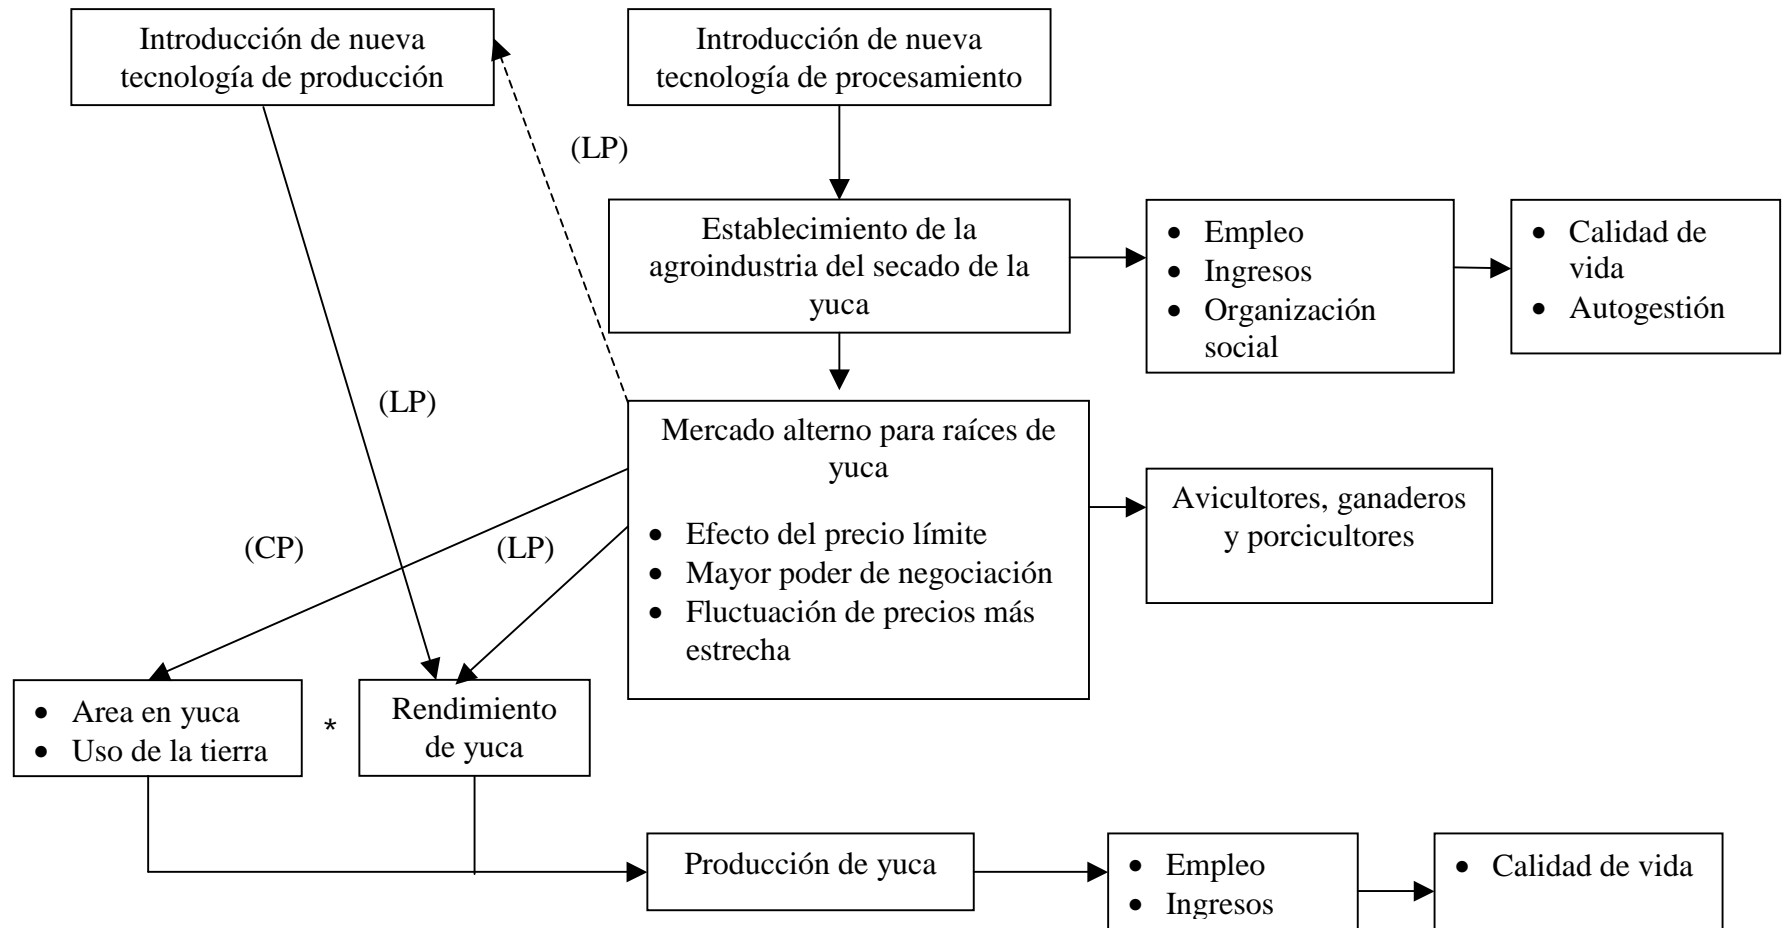 Introducción de nueva
tecnología de producción
Introducción de nueva
tecnología de procesamiento
(LP)
Establecimiento de la
agroindustria del secado de la
yuca
• Empleo
• Ingresos
• Organización
social
• Calidad de
vida
• Autogestión
(LP)
Mercado alterno para raíces de
yuca
• Efecto del precio límite
• Mayor poder de negociación
• Fluctuación de precios más
estrecha
Avicultores, ganaderos
y porcicultores
(CP)
(LP)
• Area en yuca
• Uso de la tierra
*
Rendimiento
de yuca
Producción de yuca
• Empleo
• Ingresos
• Calidad de vida